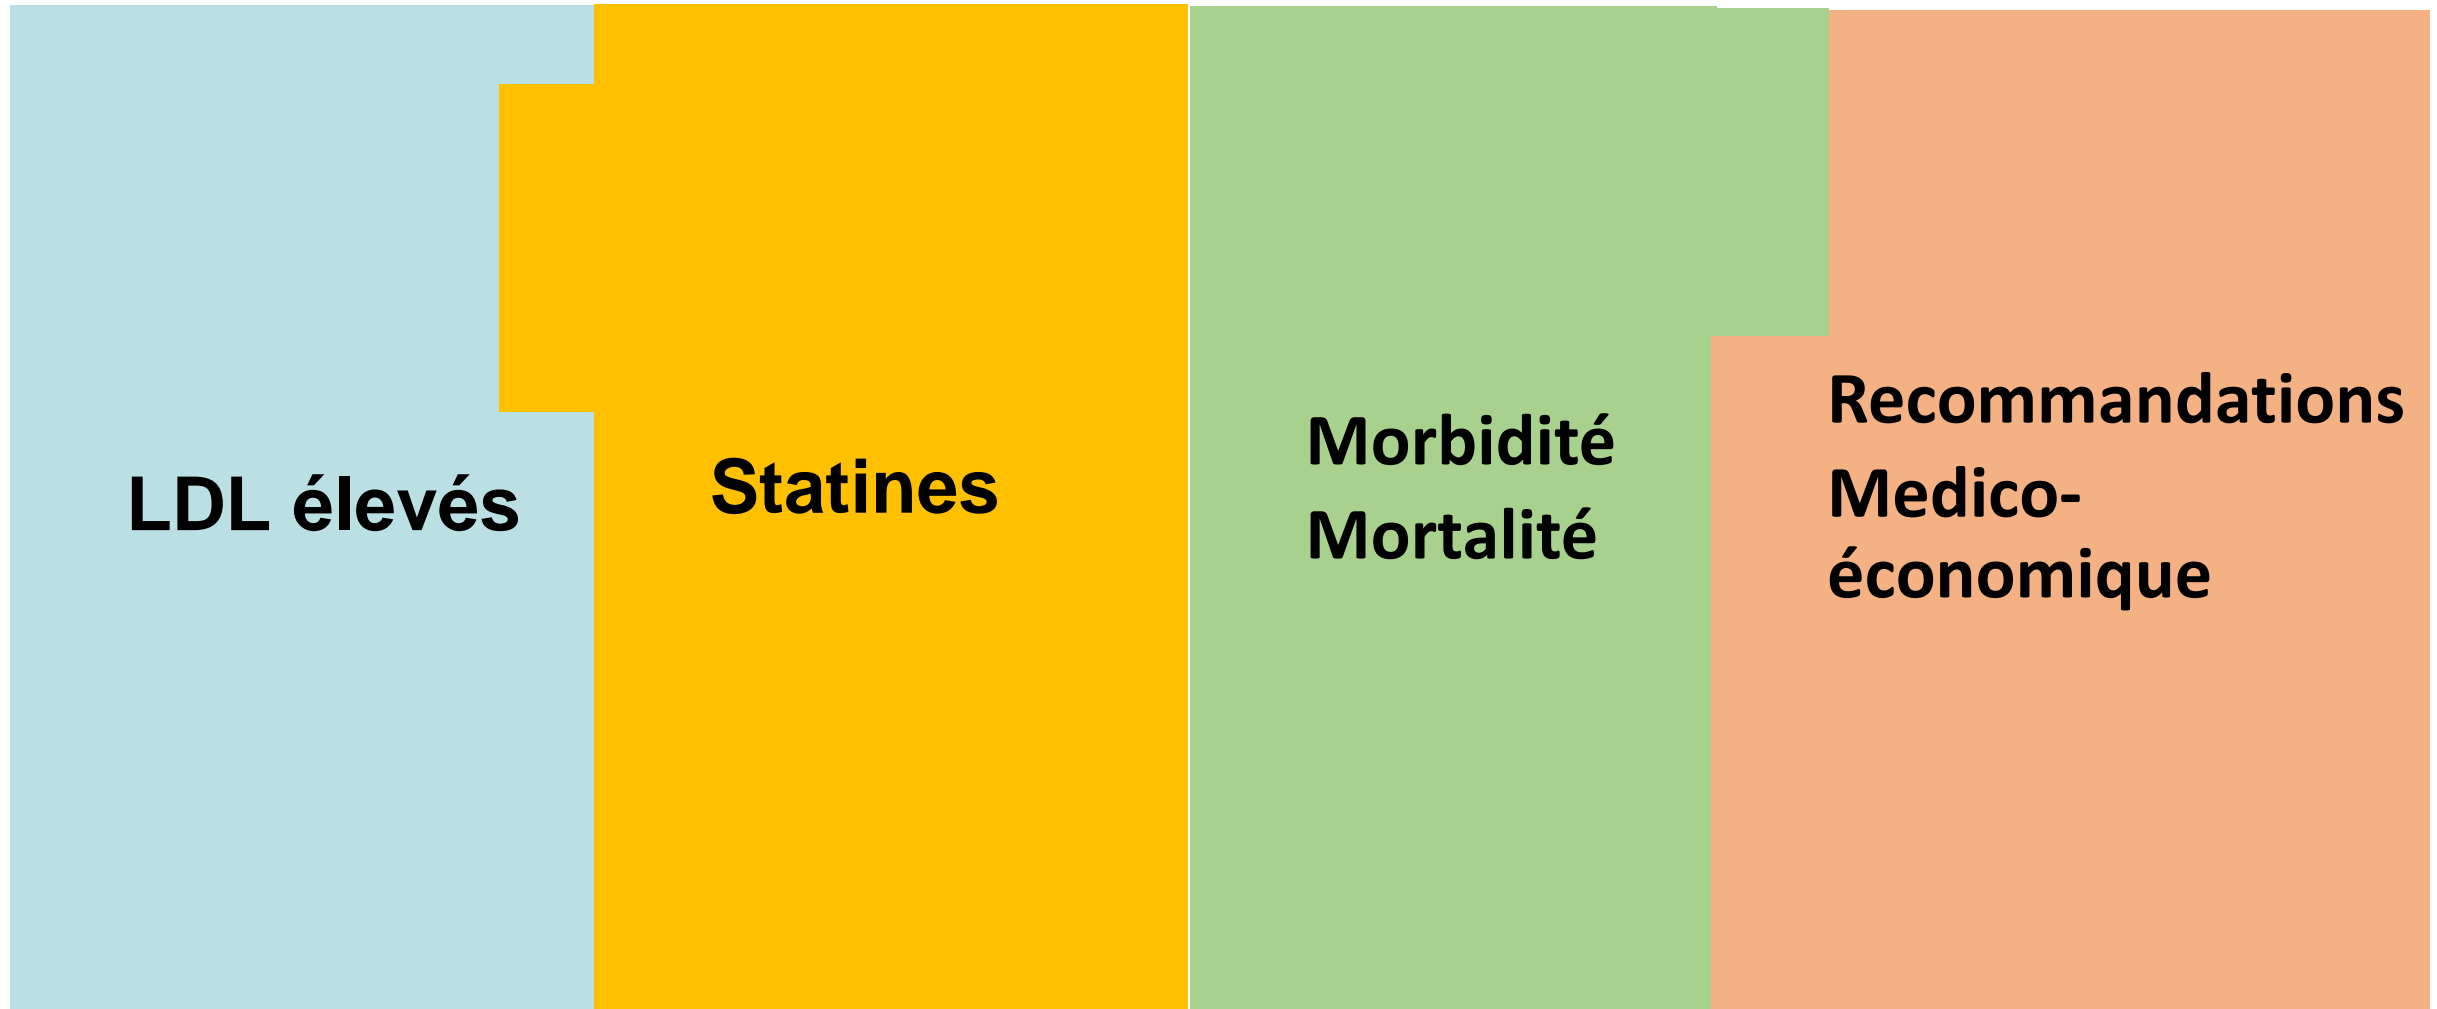 LDL élevés
Statines
Morbidité
Mortalité
Recommandations
Medico-
économique